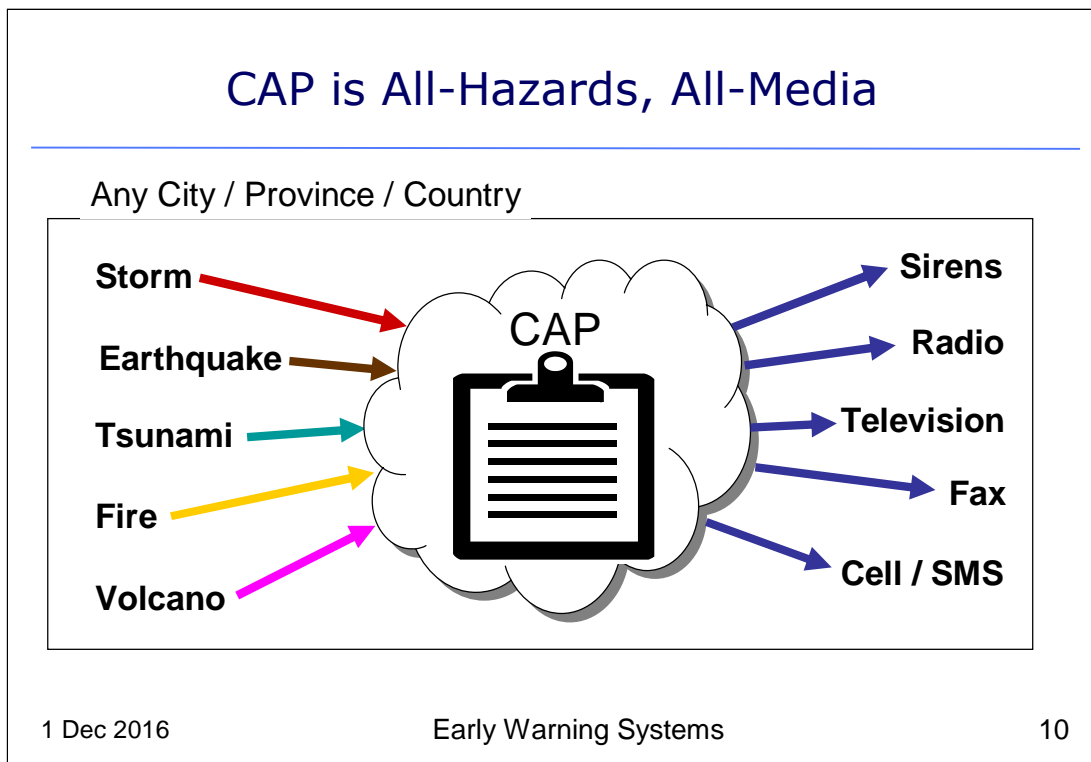 CAP is All-Hazards, All-Media
Any City / Province / Country
Storm
Earthquake
Tsunami
Fire
Volcano
CAP
Sirens
Radio
Television
Fax
Cell / SMS
1 Dec 2016
Early Warning Systems
10